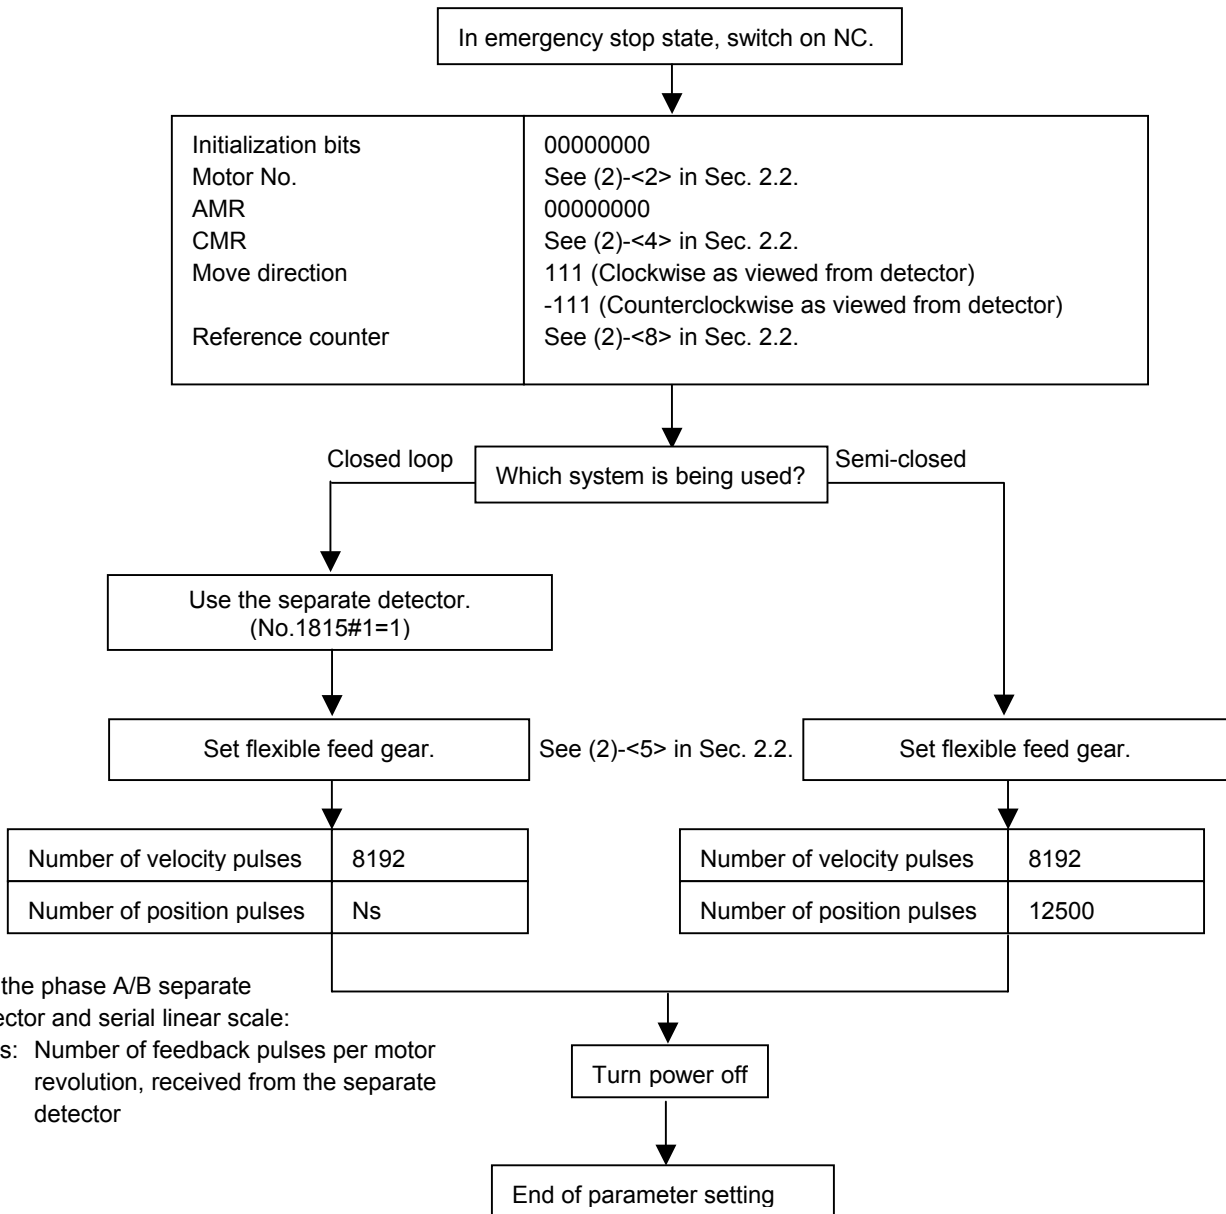 In emergency stop state, switch on NC.
Initialization bits 00000000
Motor No. See (2)-<2> in Sec. 2.2.
AMR 00000000
CMR See (2)-<4> in Sec. 2.2.
Move direction 111 (Clockwise as viewed from detector)
-111 (Counterclockwise as viewed from detector)
Reference counter See (2)-<8> in Sec. 2.2.
Closed loop
Which system is being used?
Semi-closed
Use the separate detector.
(No.1815#1=1)
Set flexible feed gear.
See (2)-<5> in Sec. 2.2.
Set flexible feed gear.
Number of velocity pulses 8192
Number of position pulses Ns
Number of velocity pulses 8192
Number of position pulses 12500
the phase A/B separate
ector and serial linear scale:
s: Number of feedback pulses per motor
revolution, received from the separate
detector
Turn power off
End of parameter setting